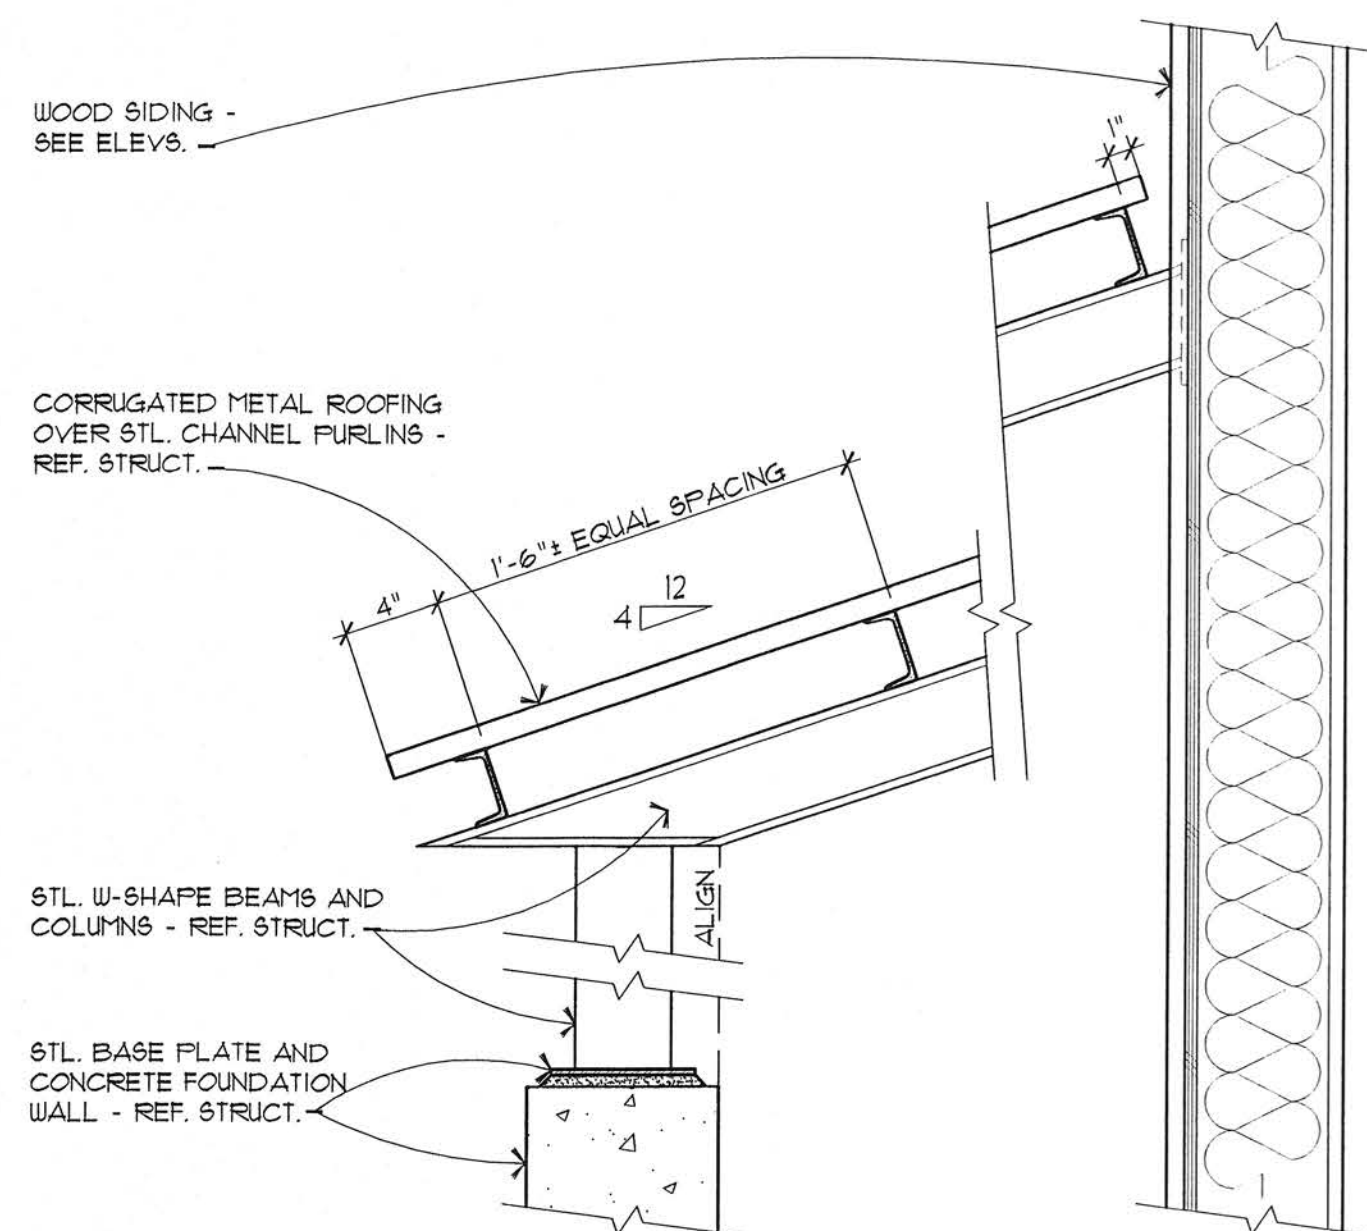 WOOD SIDING -
SEE ELEVS.
1"
CORRUGATED METAL ROOFING
OVER STL. CHANNEL PURLINS -
REF. STRUCT.
1'-6"± EQUAL SPACING
4"
12
4
STL. W-SHAPE BEAMS AND
COLUMNS - REF. STRUCT.
ALIGN
STL. BASE PLATE AND
CONCRETE FOUNDATION
WALL - REF. STRUCT.